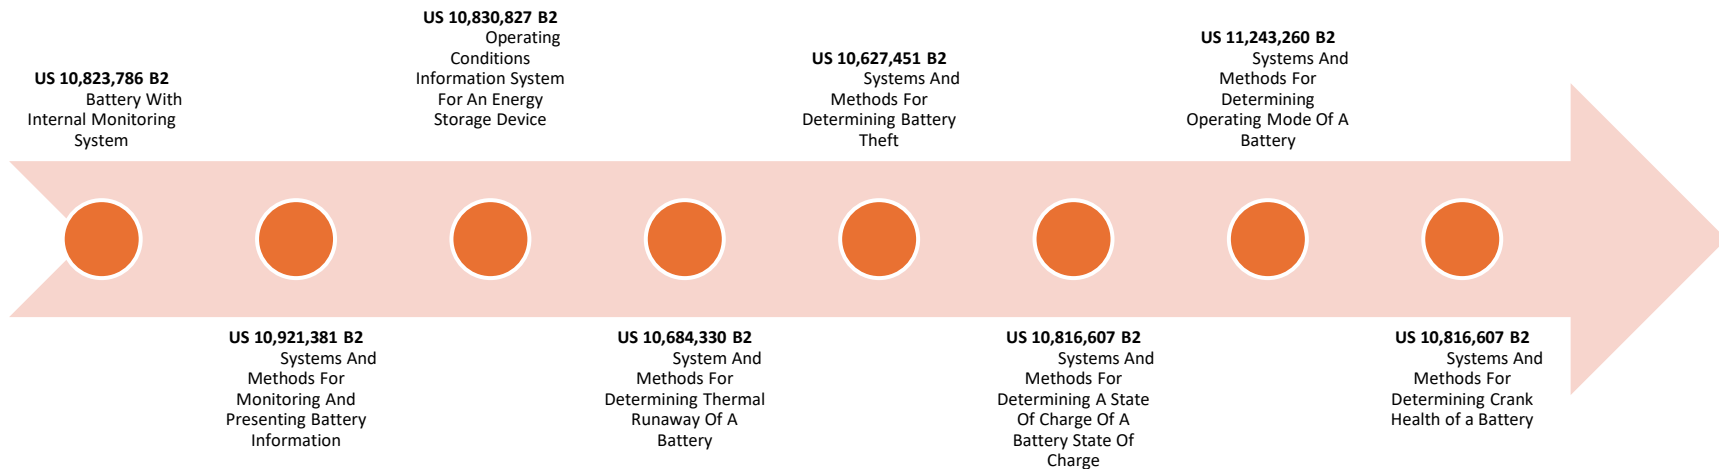 US 10,823,786 B2
Battery With
Internal Monitoring
System
US 10,921,381 B2
Systems And
Methods For
Monitoring And
Presenting Battery
Information
US 10,830,827 B2
Operating
Conditions
Information System
For An Energy
Storage Device
US 10,684,330 B2
System And
Methods For
Determining Thermal
Runaway Of A
Battery
US 10,627,451 B2
Systems And
Methods For
Determining Battery
Theft
US 10,816,607 B2
Systems And
Methods For
Determining A State
Of Charge Of A
Battery State Of
Charge
US 11,243,260 B2
Systems And
Methods For
Determining
Operating Mode Of A
Battery
US 10,816,607 B2
Systems And
Methods For
Determining Crank
Health of a Battery